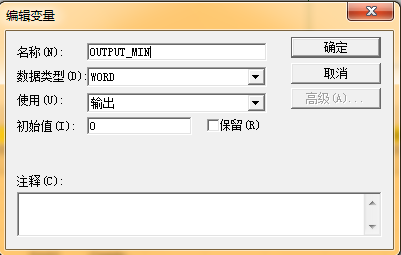 编辑变量
名称(N): OUTPUT_MIN 确定
数据类型(D): WORD 取消
使用(U): 输出 高级(A)...
初始值(I): 0 保留(R)
注释(C):